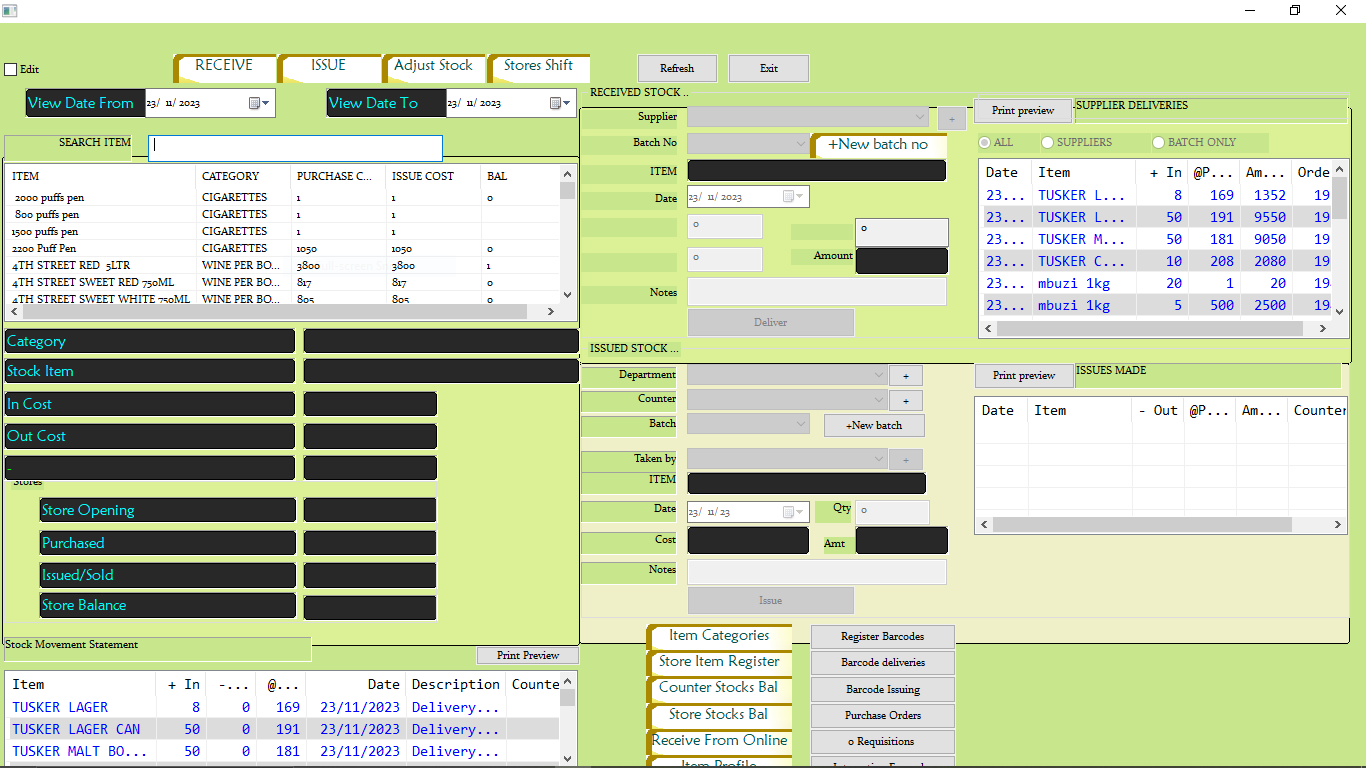 Edit
RECEIVE ISSUE Adjust Stock Stores Shift Refresh Exit
View Date From 23/ 11/ 2023 View Date To 23/ 11/ 2023
SEARCH ITEM
ITEM CATEGORY PURCHASE C... ISSUE COST BAL
2000 puffs pen CIGARETTES 1 1 0
800 puffs pen CIGARETTES 1 1
1500 puffs pen CIGARETTES 1 1
2200 Puff Pen CIGARETTES 1050 1050 0
4TH STREET RED 5LTR WINE PER BO... 3800 3800 1
4TH STREET SWEET RED 750ML WINE PER BO... 817 817 0
4TH STREET SWEET WHITE 750ML WINE PER BO... 805 805 0
Category
Stock Item
In Cost
Out Cost
-
Stores
Store Opening
Purchased
Issued/Sold
Store Balance
RECEIVED STOCK ..
Supplier +
Batch No +New batch no
ITEM
Date 23/ 11/ 2023
0 0
0 Amount
Notes
Deliver
Print preview SUPPLIER DELIVERIES
ALL SUPPLIERS BATCH ONLY
Date Item + In @P... Am... Orde
23... TUSKER L... 8 169 1352 19
23... TUSKER L... 50 191 9550 19
23... TUSKER M... 50 181 9050 19
23... TUSKER C... 10 208 2080 19
23... mbuzi 1kg 20 1 20 19
23... mbuzi 1kg 5 500 2500 19
ISSUED STOCK ...
Department +
Counter +
Batch +New batch
Taken by +
ITEM
Date 23/ 11/ 23 Qty 0
Cost Amt
Notes
Issue
Print preview ISSUES MADE
Date Item - Out @P... Am... Counter
Stock Movement Statement
Print Preview
Item + In -... @... Date Description Counte
TUSKER LAGER 8 0 169 23/11/2023 Delivery...
TUSKER LAGER CAN 50 0 191 23/11/2023 Delivery...
TUSKER MALT BO... 50 0 181 23/11/2023 Delivery...
Item Categories
Store Item Register
Counter Stocks Bal
Store Stocks Bal
Receive From Online
Item Profile
Register Barcodes
Barcode deliveries
Barcode Issuing
Purchase Orders
0 Requisitions